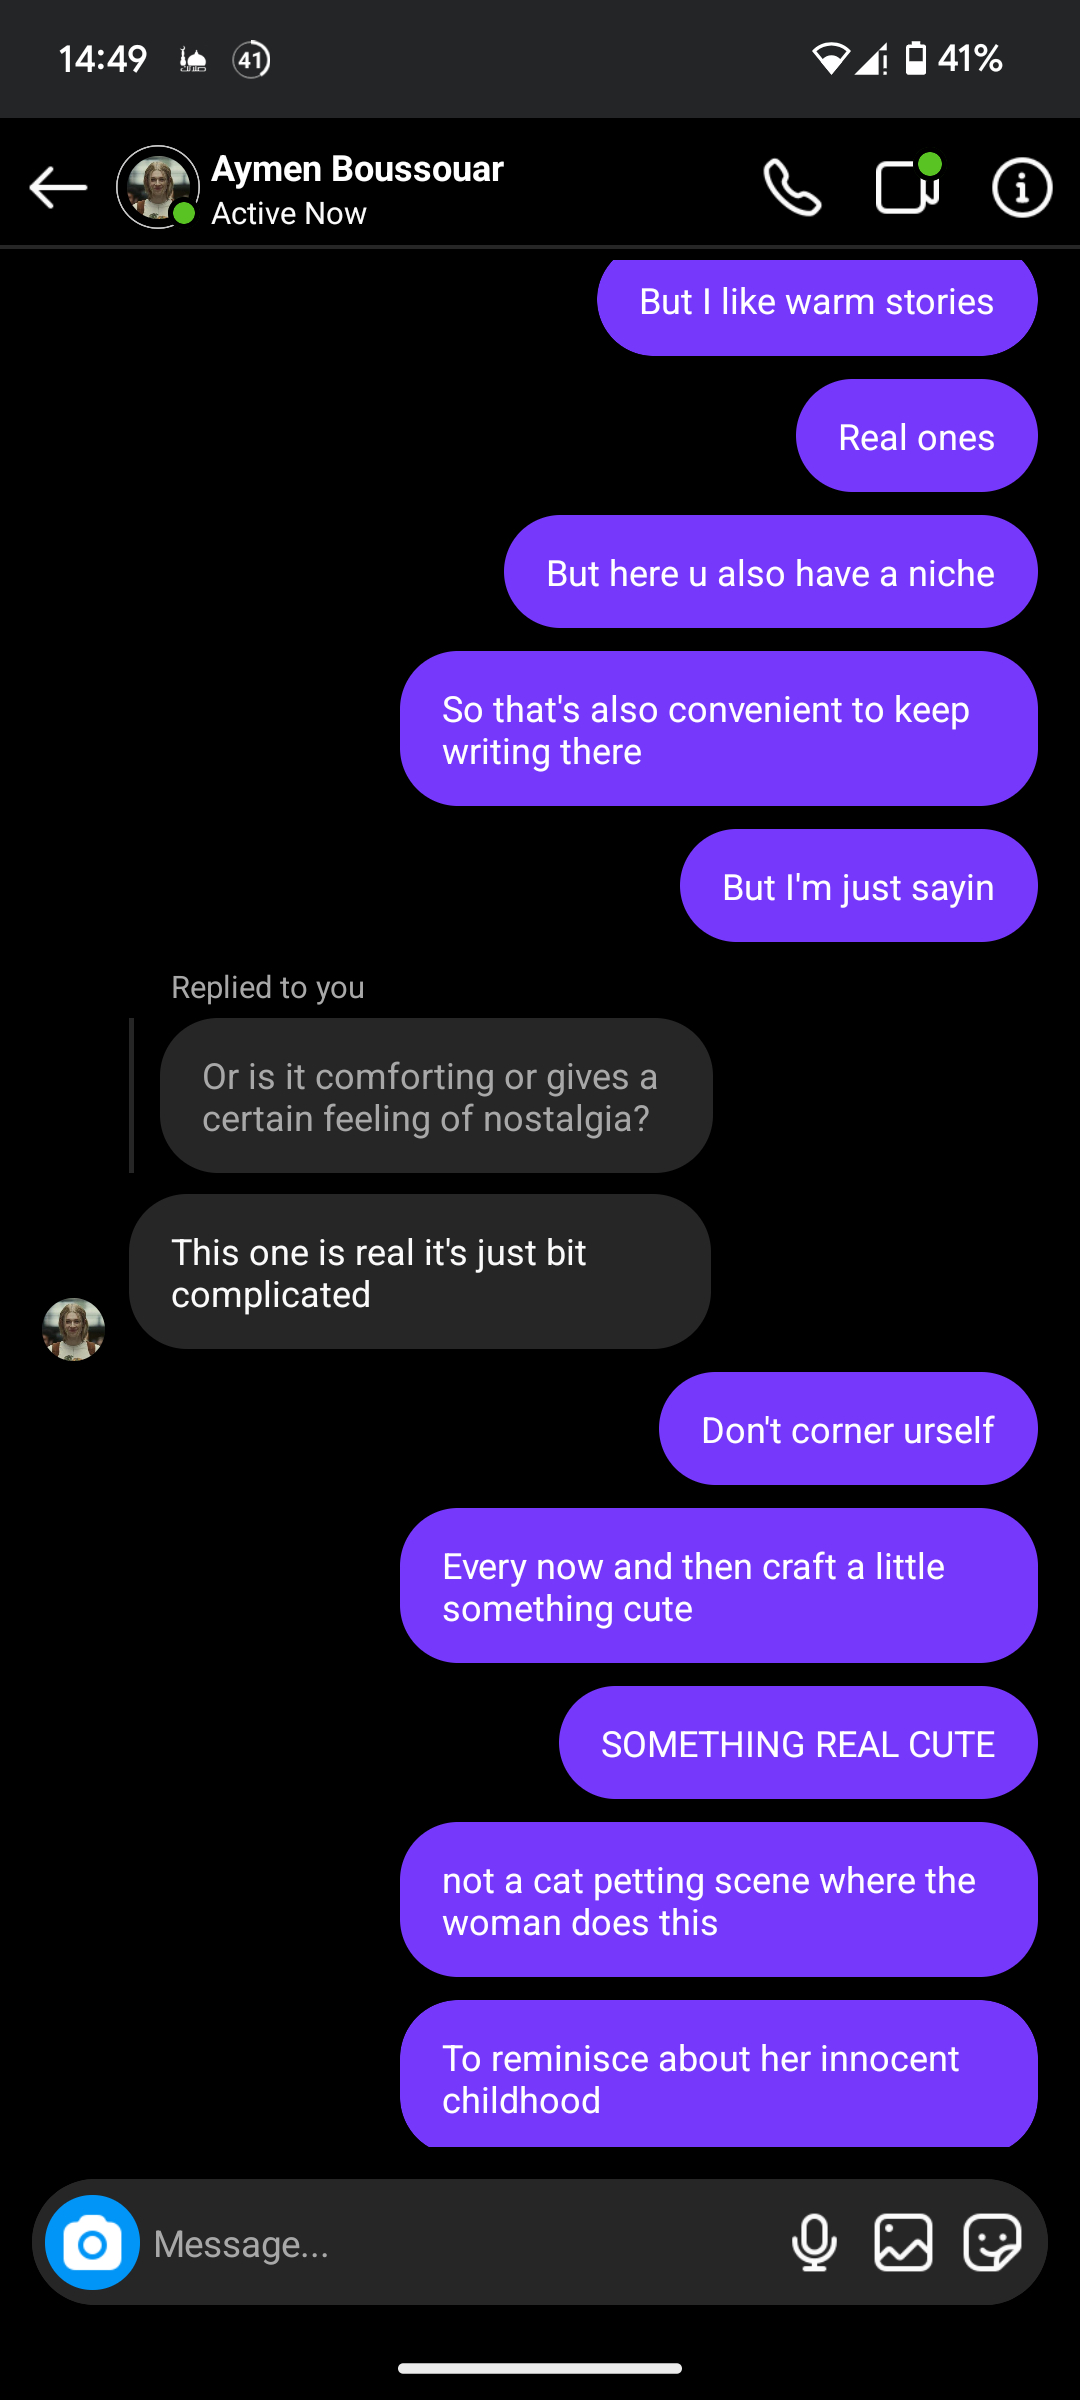 14:49
41
41%
Aymen Boussouar
Active Now
But I like warm stories
Real ones
But here u also have a niche
So that's also convenient to keep
writing there
But I'm just sayin
Replied to you
Or is it comforting or gives a
certain feeling of nostalgia?
This one is real it's just bit
complicated
Don't corner urself
Every now and then craft a little
something cute
SOMETHING REAL CUTE
not a cat petting scene where the
woman does this
To reminisce about her innocent
childhood
Message...